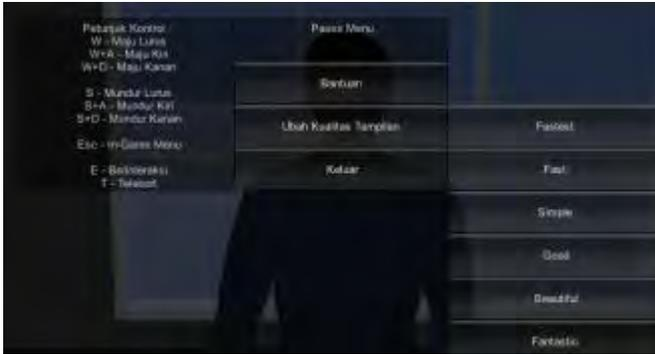 Petunjuk Kontrol
W - Maju Lurus
W+A - Maju Kiri
W+D - Maju Kanan
S - Mundur Lurus
S+A - Mundur Kiri
S+D - Mundur Kanan
Esc - In-Game Menu
E - Berinteraksi
T - Teleport
Pause Menu
Bantuan
Ubah Kualitas Tampilan
Keluar
Fastest
Fast
Simple
Good
Beautiful
Fantastic